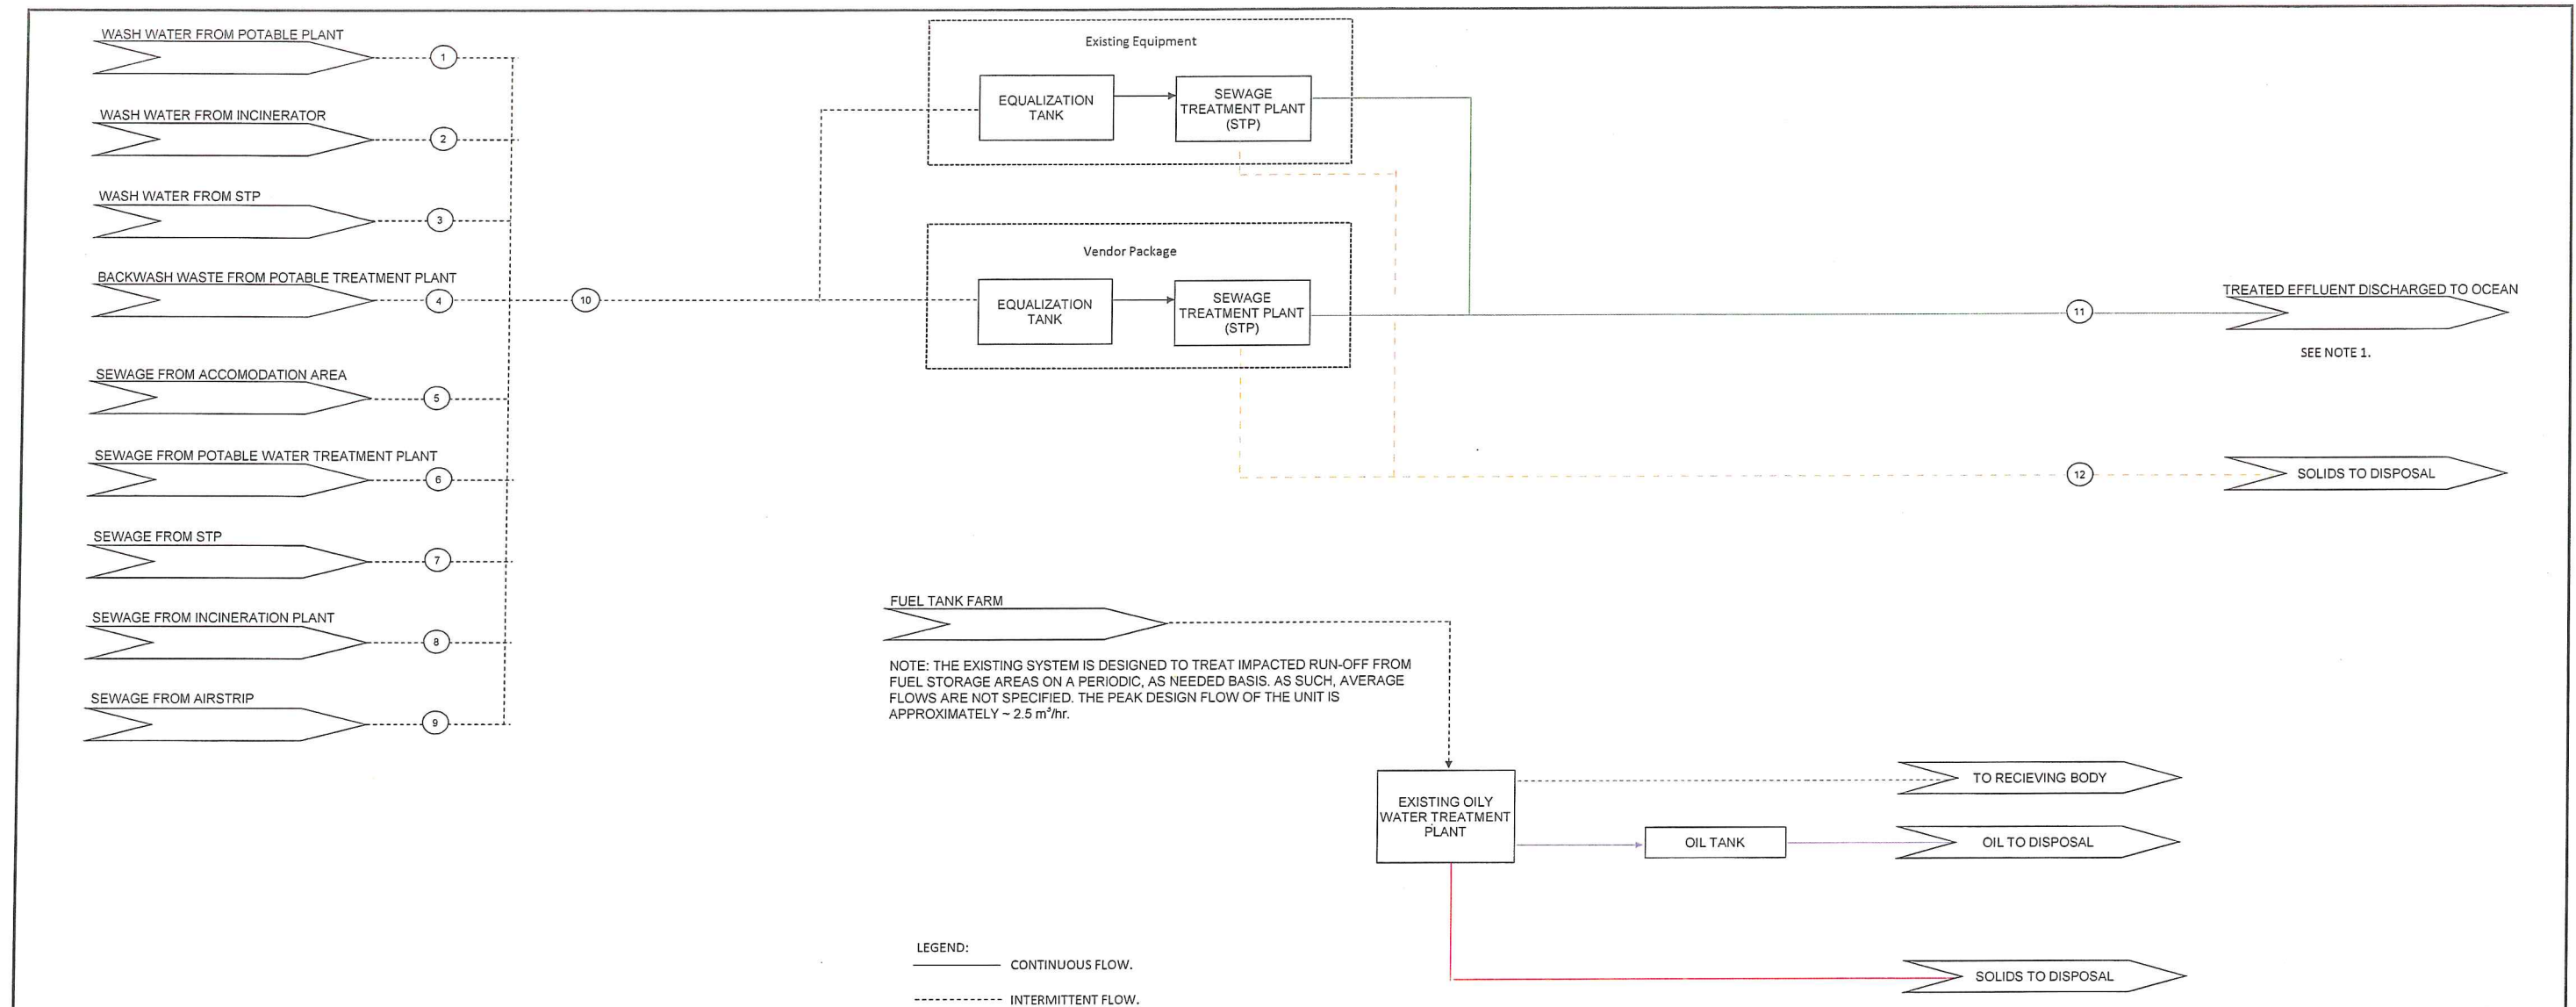 WASH WATER FROM POTABLE PLANT
1
WASH WATER FROM INCINERATOR
2
WASH WATER FROM STP
3
BACKWASH WASTE FROM POTABLE TREATMENT PLANT
4
10
SEWAGE FROM ACCOMODATION AREA
5
SEWAGE FROM POTABLE WATER TREATMENT PLANT
6
SEWAGE FROM STP
7
SEWAGE FROM INCINERATION PLANT
8
SEWAGE FROM AIRSTRIP
9
Existing Equipment
EQUALIZATION
TANK
SEWAGE
TREATMENT PLANT
(STP)
Vendor Package
EQUALIZATION
TANK
SEWAGE
TREATMENT PLANT
(STP)
11
TREATED EFFLUENT DISCHARGED TO OCEAN
SEE NOTE 1.
12
SOLIDS TO DISPOSAL
FUEL TANK FARM
NOTE: THE EXISTING SYSTEM IS DESIGNED TO TREAT IMPACTED RUN-OFF FROM
FUEL STORAGE AREAS ON A PERIODIC, AS NEEDED BASIS. AS SUCH, AVERAGE
FLOWS ARE NOT SPECIFIED. THE PEAK DESIGN FLOW OF THE UNIT IS
APPROXIMATELY ~ 2.5 m³/hr.
EXISTING OILY
WATER TREATMENT
PLANT
TO RECIEVING BODY
OIL TANK
OIL TO DISPOSAL
SOLIDS TO DISPOSAL
LEGEND:
CONTINUOUS FLOW.
INTERMITTENT FLOW.